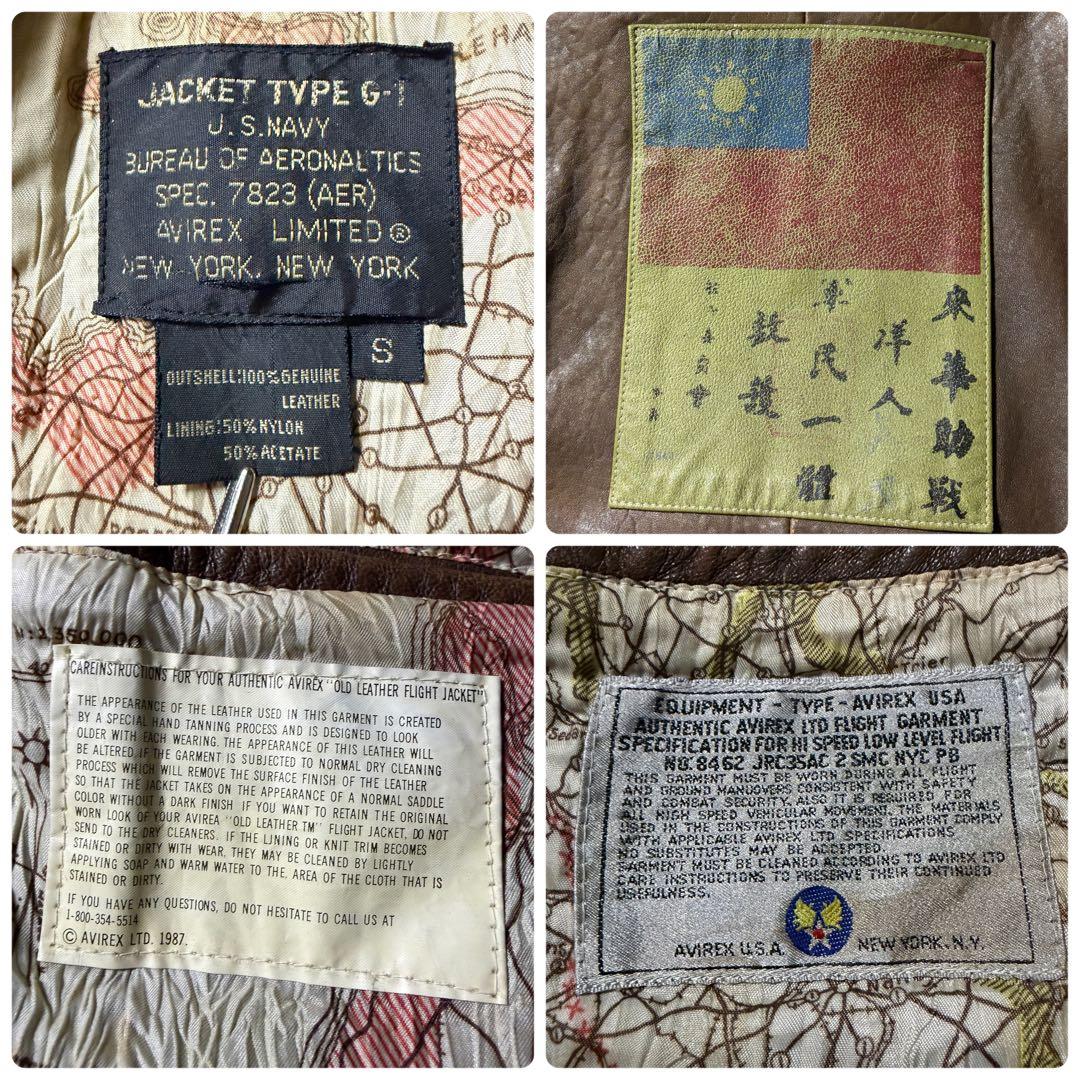 JACKET TYPE G-1
U.S.NAVY
BUREAU OF AERONAUTICS
SPEC. 7823 (AER)
AVIREX LIMITED®
NEW YORK, NEW YORK
S
OUTSHELL:100%GENUINE
LEATHER
LINING:50%NYLON
50%ACETATE
來華助戰
洋人
軍民一體
救護
CARE INSTRUCTIONS FOR YOUR AUTHENTIC AVIREX "OLD LEATHER FLIGHT JACKET"
THE APPEARANCE OF THE LEATHER USED IN THIS GARMENT IS CREATED
BY A SPECIAL HAND TANNING PROCESS AND IS DESIGNED TO LOOK
OLDER WITH EACH WEARING. THE APPEARANCE OF THIS LEATHER WILL
BE ALTERED IF THE GARMENT IS SUBJECTED TO NORMAL DRY CLEANING
PROCESS WHICH WILL REMOVE THE SURFACE FINISH OF THE LEATHER
SO THAT THE JACKET TAKES ON THE APPEARANCE OF A NORMAL SADDLE
COLOR WITHOUT A DARK FINISH IF YOU WANT TO RETAIN THE ORIGINAL
WORN LOOK OF YOUR AVIREA "OLD LEATHER TM" FLIGHT JACKET, DO NOT
SEND TO THE DRY CLEANERS. IF THE LINING OR KNIT TRIM BECOMES
STAINED OR DIRTY WITH WEAR, THEY MAY BE CLEANED BY LIGHTLY
APPLYING SOAP AND WARM WATER TO THE, AREA OF THE CLOTH THAT IS
STAINED OR DIRTY.
IF YOU HAVE ANY QUESTIONS, DO NOT HESITATE TO CALL US AT
1-800-354-5514
© AVIREX LTD. 1987.
Trier
EQUIPMENT - TYPE - AVIREX USA
AUTHENTIC AVIREX LTD FLIGHT GARMENT
SPECIFICATION FOR HI SPEED LOW LEVEL FLIGHT
NO. 8462 JRC35AC 2 SMC NYC PB
THIS GARMENT MUST BE WORN DURING ALL FLIGHT
AND GROUND MANUOVERS CONSISTENT WITH SAFETY
AND COMBAT SECURITY. ALSO IT IS REQUIRED FOR
ALL HIGH SPEED VEHICULAR MOVEMENT. THE MATERIALS
USED IN THE CONSTRUCTIONS OF THIS GARMENT COMPLY
WITH APPLICABLE AVIREX LTD SPECIFICATIONS
NO SUBSTITUTES MAY BE ACCEPTED.
GARMENT MUST BE CLEANED ACCORDING TO AVIREX LTD
CARE INSTRUCTIONS TO PRESERVE THEIR CONTINUED
USEFULNESS.
AVIREX U.S.A. NEW YORK, N.Y.